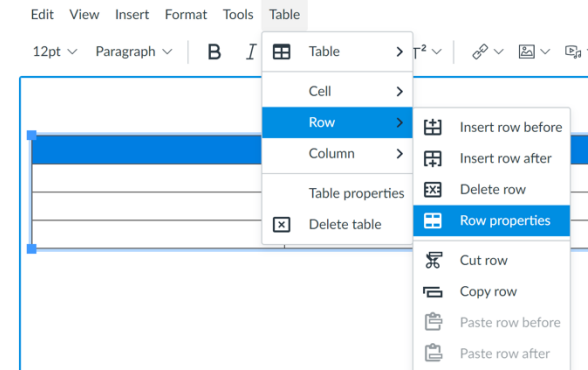 Edit View Insert Format Tools Table
12pt Paragraph B I T²
Table
Cell
Row
Column
Table properties
Delete table
Insert row before
Insert row after
Delete row
Row properties
Cut row
Copy row
Paste row before
Paste row after